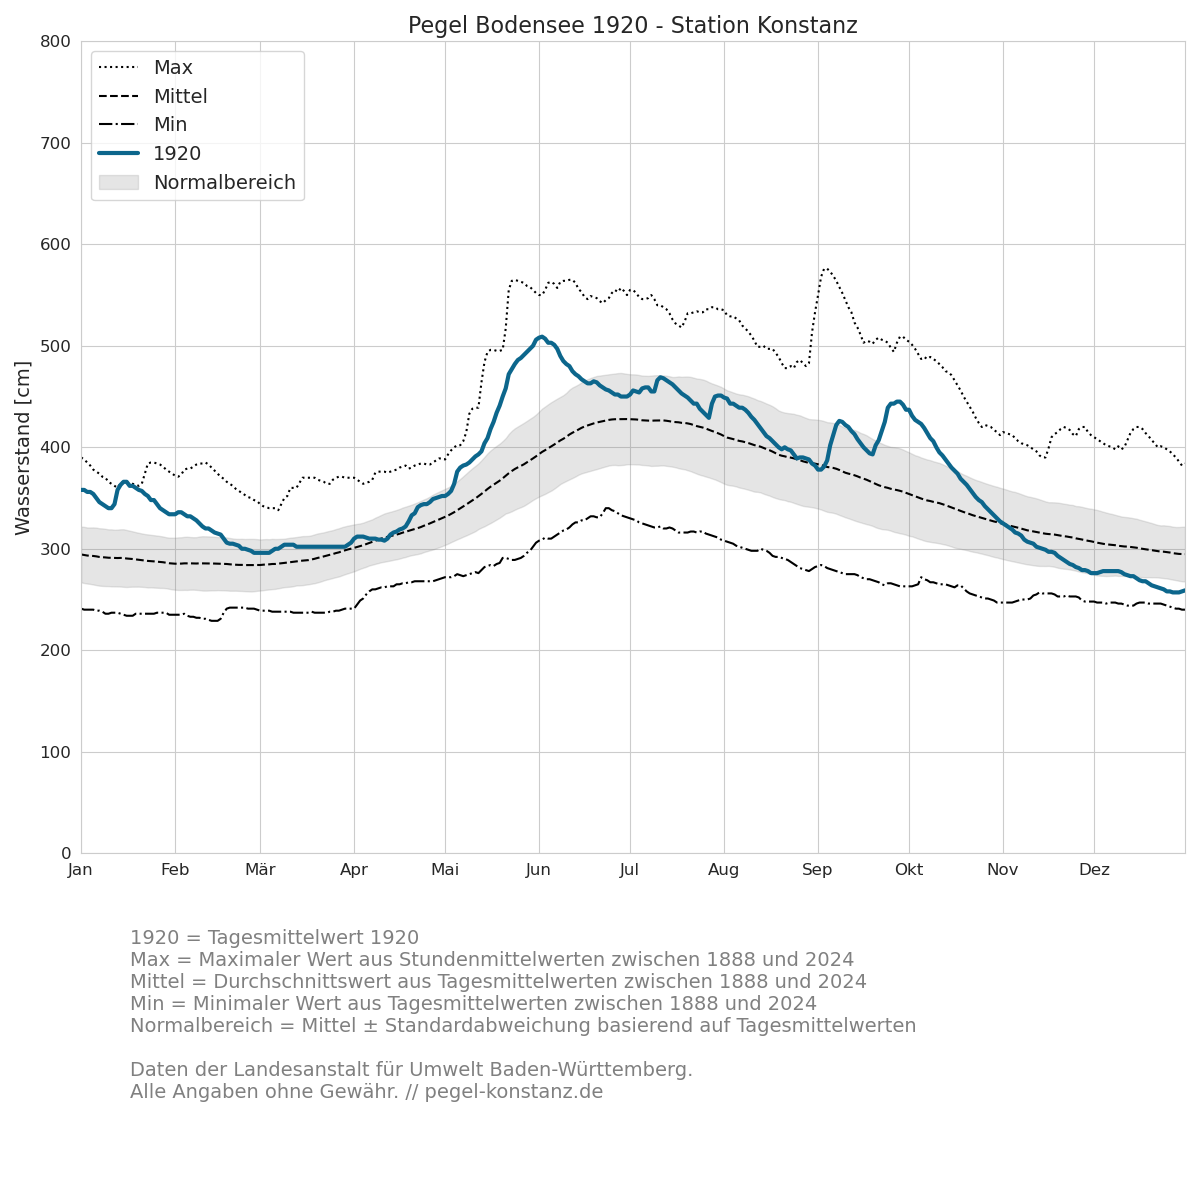 Pegel Bodensee 1920 - Station Konstanz
Wasserstand [cm]
800
700
600
500
400
300
200
100
0
Max
Mittel
Min
1920
Normalbereich
Jan Feb Mär Apr Mai Jun Jul Aug Sep Okt Nov Dez
1920 = Tagesmittelwert 1920
Max = Maximaler Wert aus Stundenmittelwerten zwischen 1888 und 2024
Mittel = Durchschnittswert aus Tagesmittelwerten zwischen 1888 und 2024
Min = Minimaler Wert aus Tagesmittelwerten zwischen 1888 und 2024
Normalbereich = Mittel ± Standardabweichung basierend auf Tagesmittelwerten
Daten der Landesanstalt für Umwelt Baden-Württemberg.
Alle Angaben ohne Gewähr. // pegel-konstanz.de